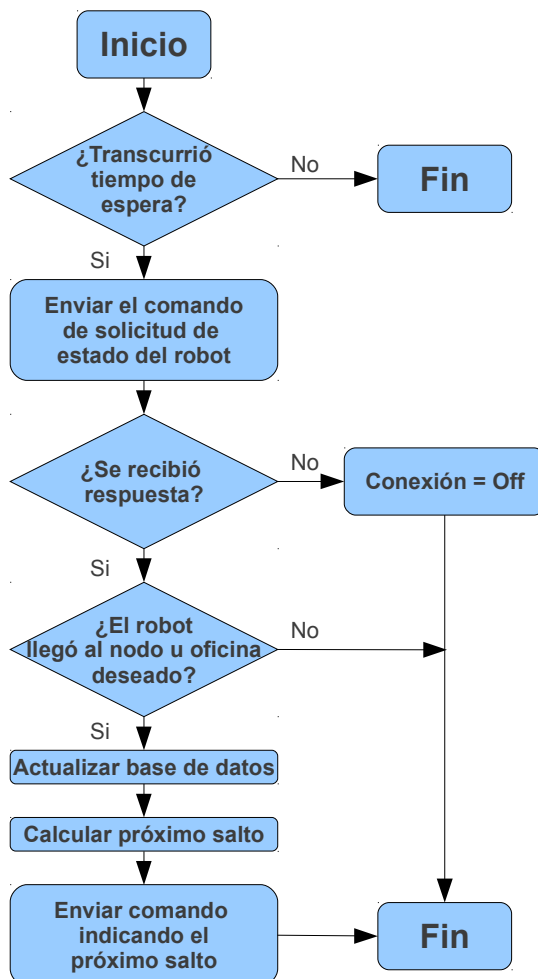 Inicio
¿Transcurrió
tiempo de
espera?
No
Fin
Si
Enviar el comando
de solicitud de
estado del robot
¿Se recibió
respuesta?
No
Conexión = Off
Si
¿El robot
llegó al nodo u oficina
deseado?
No
Si
Actualizar base de datos
Calcular próximo salto
Enviar comando
indicando el
próximo salto
Fin